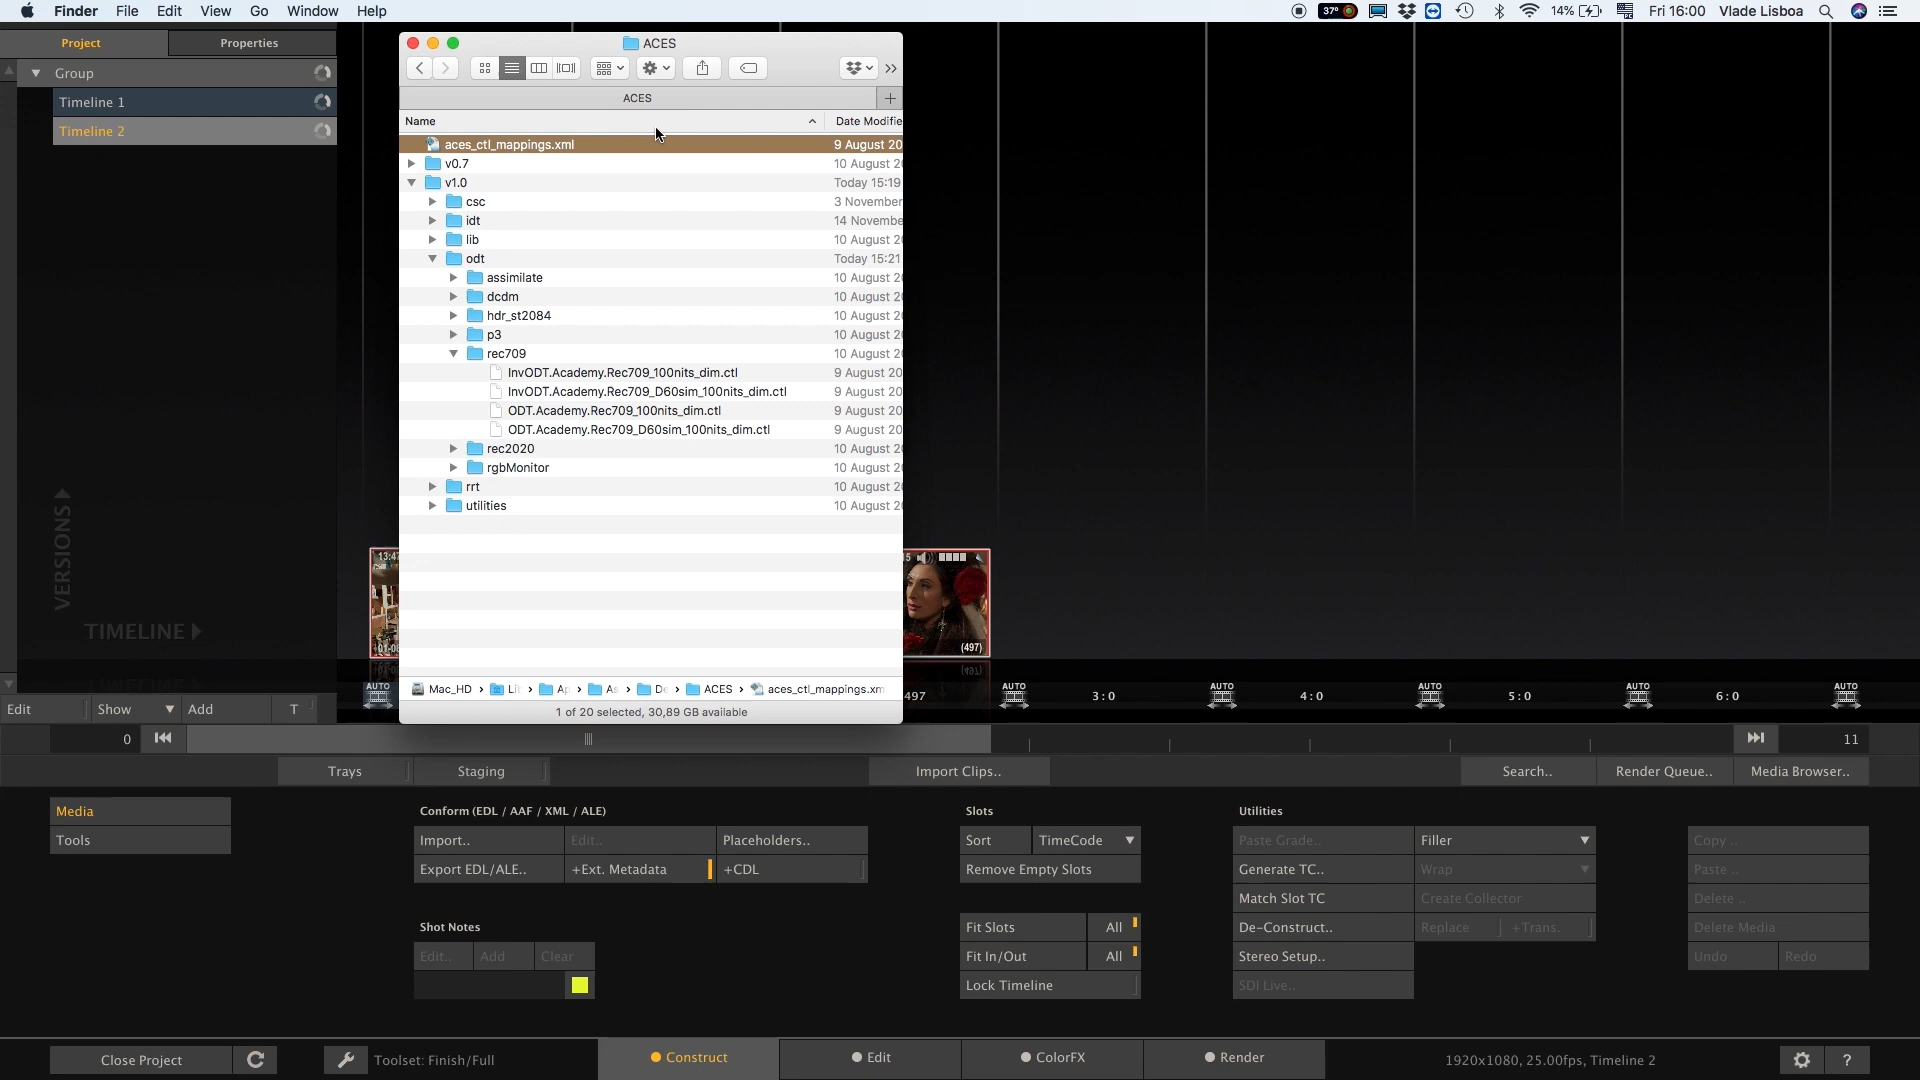 Finder File Edit View Go Window Help
37° 14% Fri 16:00 Vlade Lisboa
Project Properties
Group
Timeline 1
Timeline 2
VERSIONS
TIMELINE
ACES
ACES
Name Date Modifie
aces_ctl_mappings.xml 9 August 20
v0.7 10 August 2
v1.0 Today 15:19
csc 3 November
idt 14 Novembe
lib 10 August 2
odt Today 15:21
assimilate 10 August 2
dcdm 10 August 2
hdr_st2084 10 August 2
p3 10 August 2
rec709 10 August 2
InvODT.Academy.Rec709_100nits_dim.ctl 9 August 20
InvODT.Academy.Rec709_D60sim_100nits_dim.ctl 9 August 20
ODT.Academy.Rec709_100nits_dim.ctl 9 August 20
ODT.Academy.Rec709_D60sim_100nits_dim.ctl 9 August 20
rec2020 10 August 2
rgbMonitor 10 August 2
rrt 10 August 2
utilities 10 August 2
Mac_HD › Li › Ap › As › De › ACES › aces_ctl_mappings.xm
1 of 20 selected, 30,89 GB available
13:47
(497)
AUTO 497 AUTO 3:0 AUTO 4:0 AUTO 5:0 AUTO 6:0 AUTO
Edit Show Add T
0 11
Trays Staging Import Clips.. Search.. Render Queue.. Media Browser..
Media
Tools
Conform (EDL / AAF / XML / ALE)
Import.. Edit.. Placeholders..
Export EDL/ALE.. +Ext. Metadata +CDL
Shot Notes
Edit.. Add Clear
Slots
Sort TimeCode
Remove Empty Slots
Fit Slots All
Fit In/Out All
Lock Timeline
Utilities
Paste Grade.. Filler
Generate TC.. Wrap
Match Slot TC Create Collector
De-Construct.. Replace +Trans.
Stereo Setup..
SDI Live..
Copy ..
Paste ..
Delete ..
Delete Media
Undo Redo
Close Project Toolset: Finish/Full Construct Edit ColorFX Render 1920x1080, 25.00fps, Timeline 2 ?